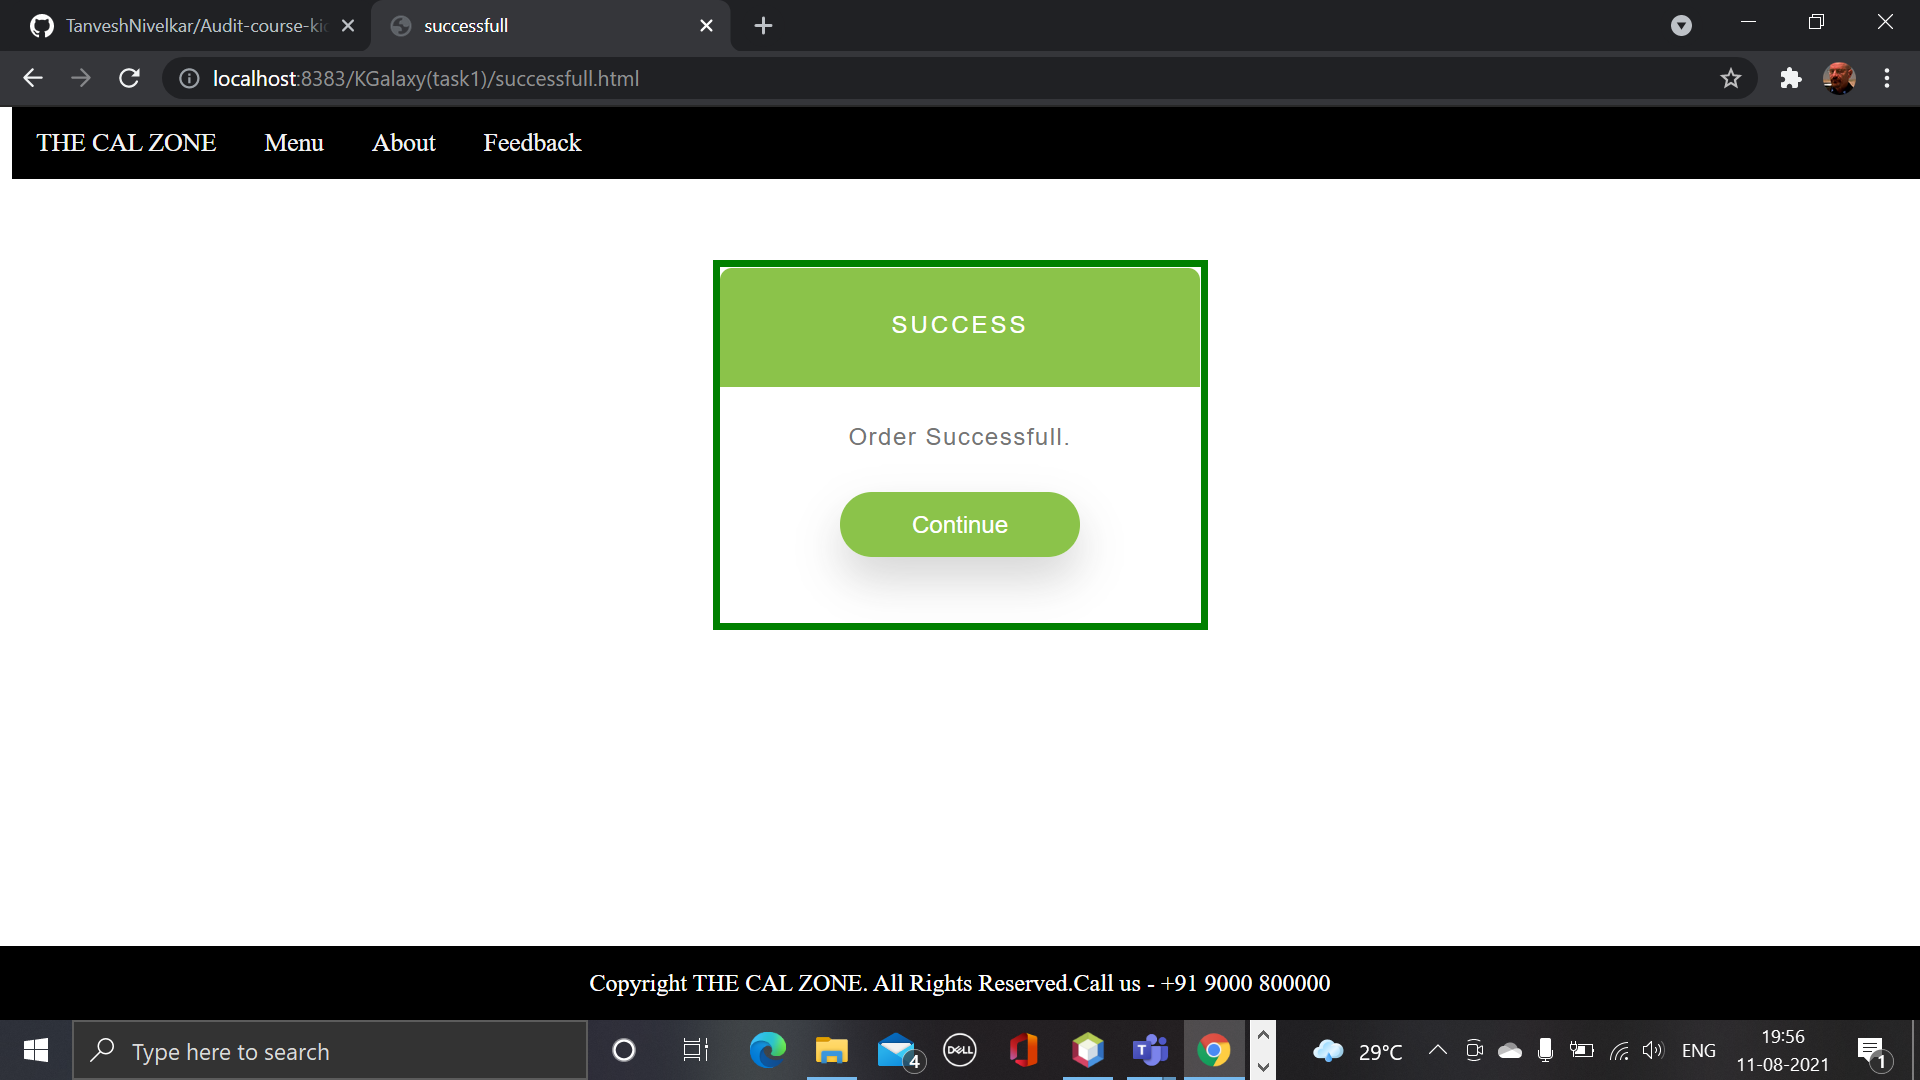 TanveshNivelkar/Audit-course-ki
successfull
localhost:8383/KGalaxy(task1)/successfull.html
THE CAL ZONE Menu About Feedback
SUCCESS
Order Successfull.
Continue
Copyright THE CAL ZONE. All Rights Reserved.Call us - +91 9000 800000
Type here to search
4
DELL
T
29°C
ENG
19:56
11-08-2021
1